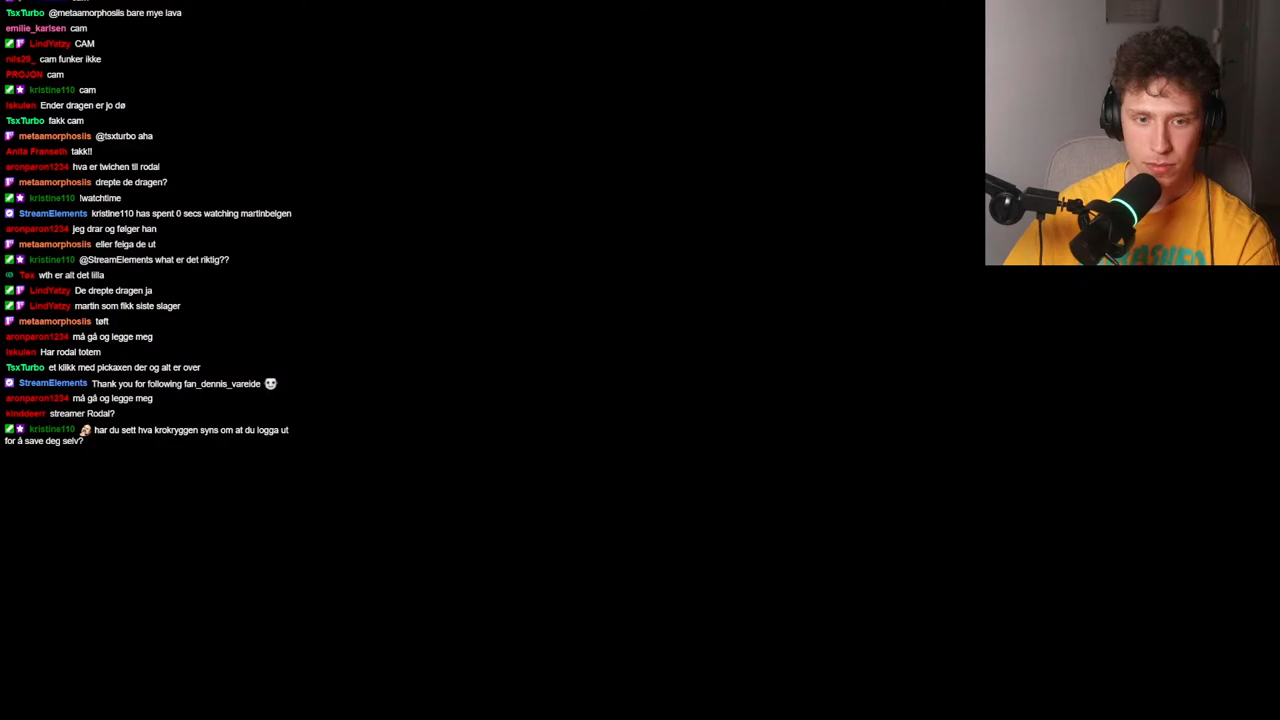 TsxTurbo @metaamorphosiis bare mye lava
emilie_karlsen cam
LindYatzy CAM
nils29_ cam funker ikke
PROJON cam
kristine110 cam
Iskulen Ender dragen er jo dø
TsxTurbo fakk cam
metaamorphosiis @tsxturbo aha
Anita Franseth takk!!
aronparon1234 hva er twichen til rodal
metaamorphosiis drepte de dragen?
kristine110 !watchtime
StreamElements kristine110 has spent 0 secs watching martinbelgen
aronparon1234 jeg drar og følger han
metaamorphosiis eller feiga de ut
kristine110 @StreamElements what er det riktig??
Tøx wth er alt det lilla
LindYatzy De drepte dragen ja
LindYatzy martin som fikk siste slager
metaamorphosiis tøft
aronparon1234 må gå og legge meg
Iskulen Har rodal totem
TsxTurbo et klikk med pickaxen der og alt er over
StreamElements Thank you for following fan_dennis_vareide
aronparon1234 må gå og legge meg
kinddeerr streamer Rodal?
kristine110 har du sett hva krokryggen syns om at du logga ut
for å save deg selv?